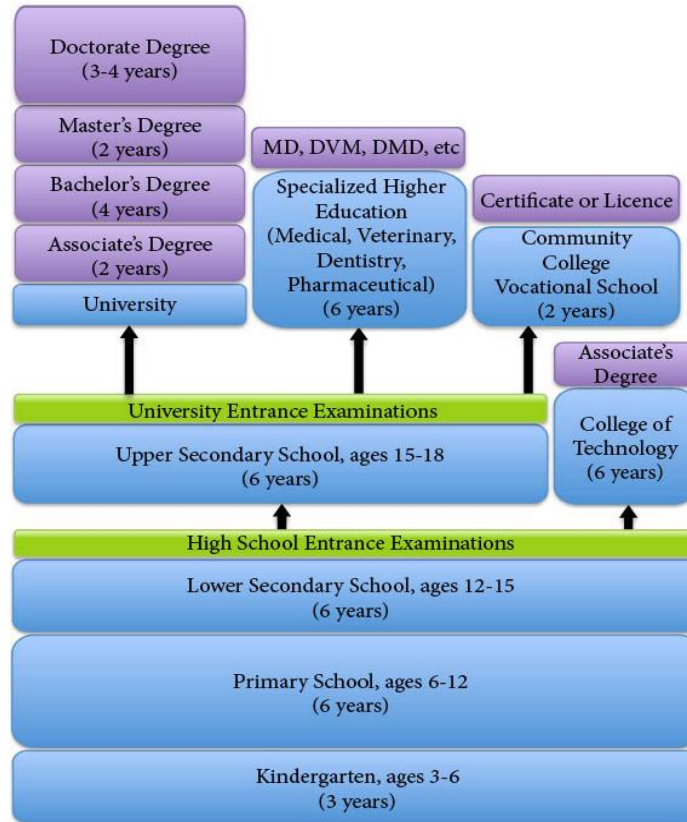 Doctorate Degree
(3-4 years)
Master's Degree
(2 years)
Bachelor's Degree
(4 years)
Associate's Degree
(2 years)
University
MD, DVM, DMD, etc
Specialized Higher
Education
(Medical, Veterinary,
Dentistry,
Pharmaceutical)
(6 years)
Certificate or Licence
Community
College
Vocational School
(2 years)
Associate's
Degree
College of
Technology
(6 years)
University Entrance Examinations
Upper Secondary School, ages 15-18
(6 years)
High School Entrance Examinations
Lower Secondary School, ages 12-15
(6 years)
Primary School, ages 6-12
(6 years)
Kindergarten, ages 3-6
(3 years)